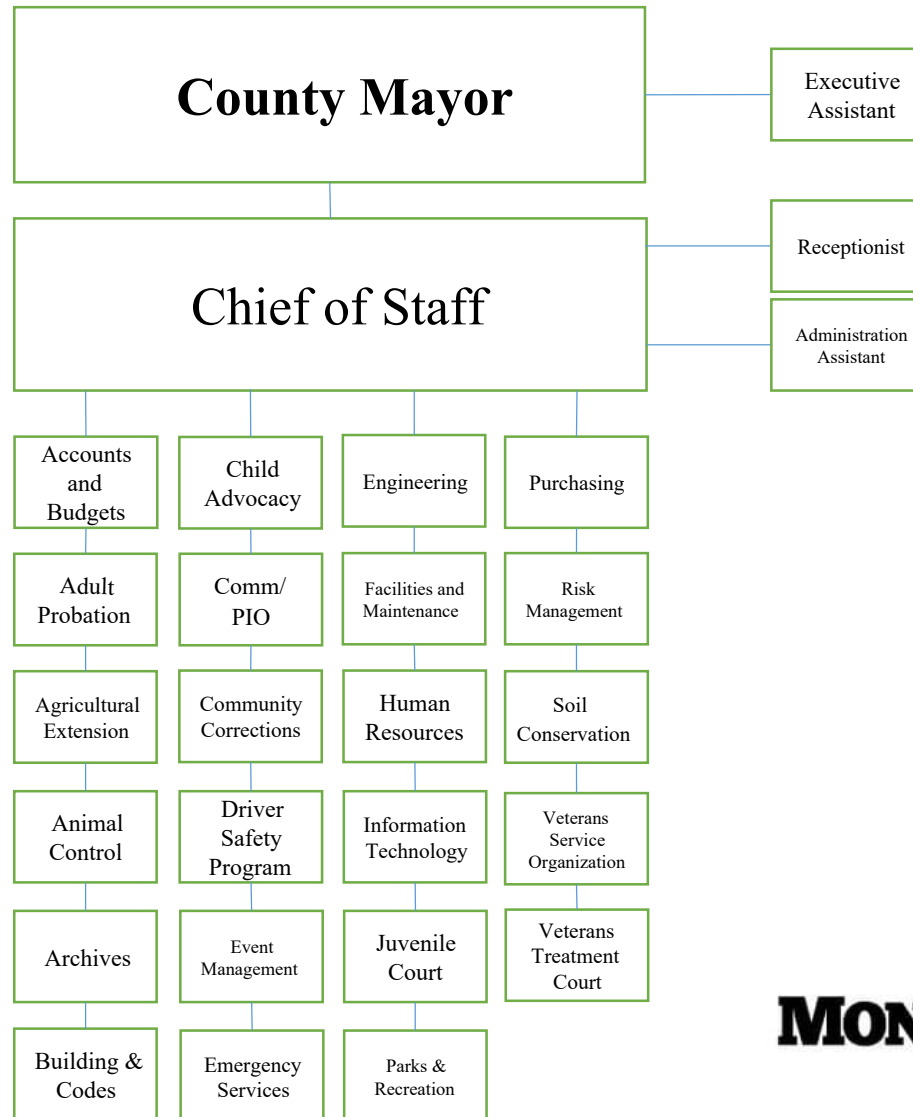 County Mayor
Executive
Assistant
Chief of Staff
Receptionist
Administration
Assistant
Accounts
and
Budgets
Child
Advocacy
Engineering
Purchasing
Adult
Probation
Comm/
PIO
Facilities and
Maintenance
Risk
Management
Agricultural
Extension
Community
Corrections
Human
Resources
Soil
Conservation
Animal
Control
Driver
Safety
Program
Information
Technology
Veterans
Service
Organization
Archives
Event
Management
Juvenile
Court
Veterans
Treatment
Court
Building &
Codes
Emergency
Services
Parks &
Recreation